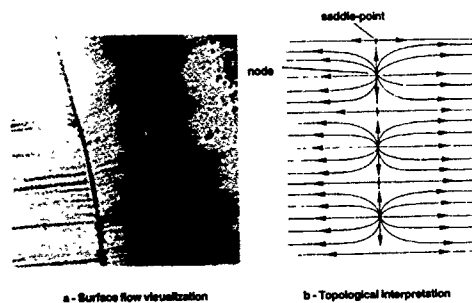 saddle-point
node
a - Surface flow visualization
b - Topological interpretation